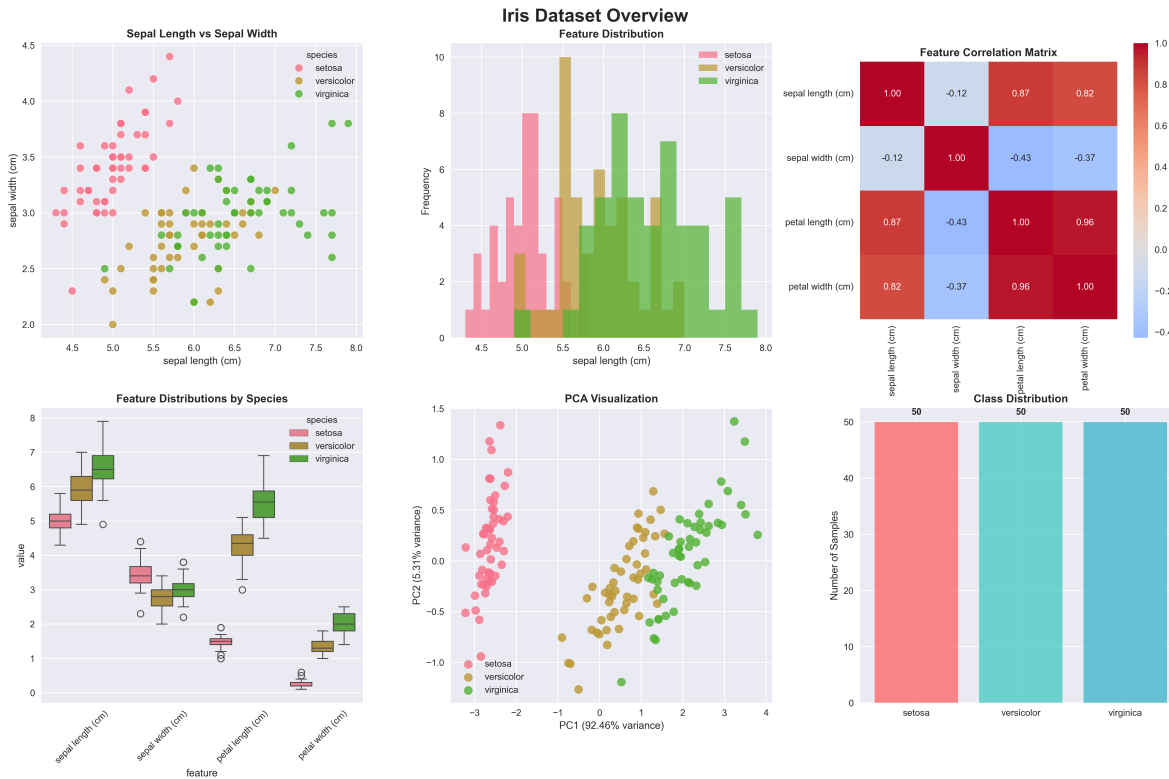 Iris Dataset Overview
Sepal Length vs Sepal Width
species
setosa
versicolor
virginica
4.5
4.0
3.5
3.0
2.5
2.0
sepal width (cm)
4.5 5.0 5.5 6.0 6.5 7.0 7.5 8.0
sepal length (cm)
Feature Distribution
setosa
versicolor
virginica
10
8
6
4
2
0
Frequency
4.5 5.0 5.5 6.0 6.5 7.0 7.5 8.0
sepal length (cm)
Feature Correlation Matrix
sepal length (cm) 1.00 -0.12 0.87 0.82
sepal width (cm) -0.12 1.00 -0.43 -0.37
petal length (cm) 0.87 -0.43 1.00 0.96
petal width (cm) 0.82 -0.37 0.96 1.00
sepal length (cm)
sepal width (cm)
petal length (cm)
petal width (cm)
1.0
0.8
0.6
0.4
0.2
0.0
−0.2
Feature Distributions by Species
species
setosa
versicolor
virginica
8
7
6
5
4
3
2
1
0
value
sepal length (cm)
sepal width (cm)
petal length (cm)
petal width (cm)
feature
PCA Visualization
1.5
1.0
0.5
0.0
−0.5
−1.0
PC2 (5.31% variance)
setosa
versicolor
virginica
−3 −2 −1 0 1 2 3 4
PC1 (92.46% variance)
Class Distribution
50 50 50
50
40
30
20
10
0
Number of Samples
setosa versicolor virginica